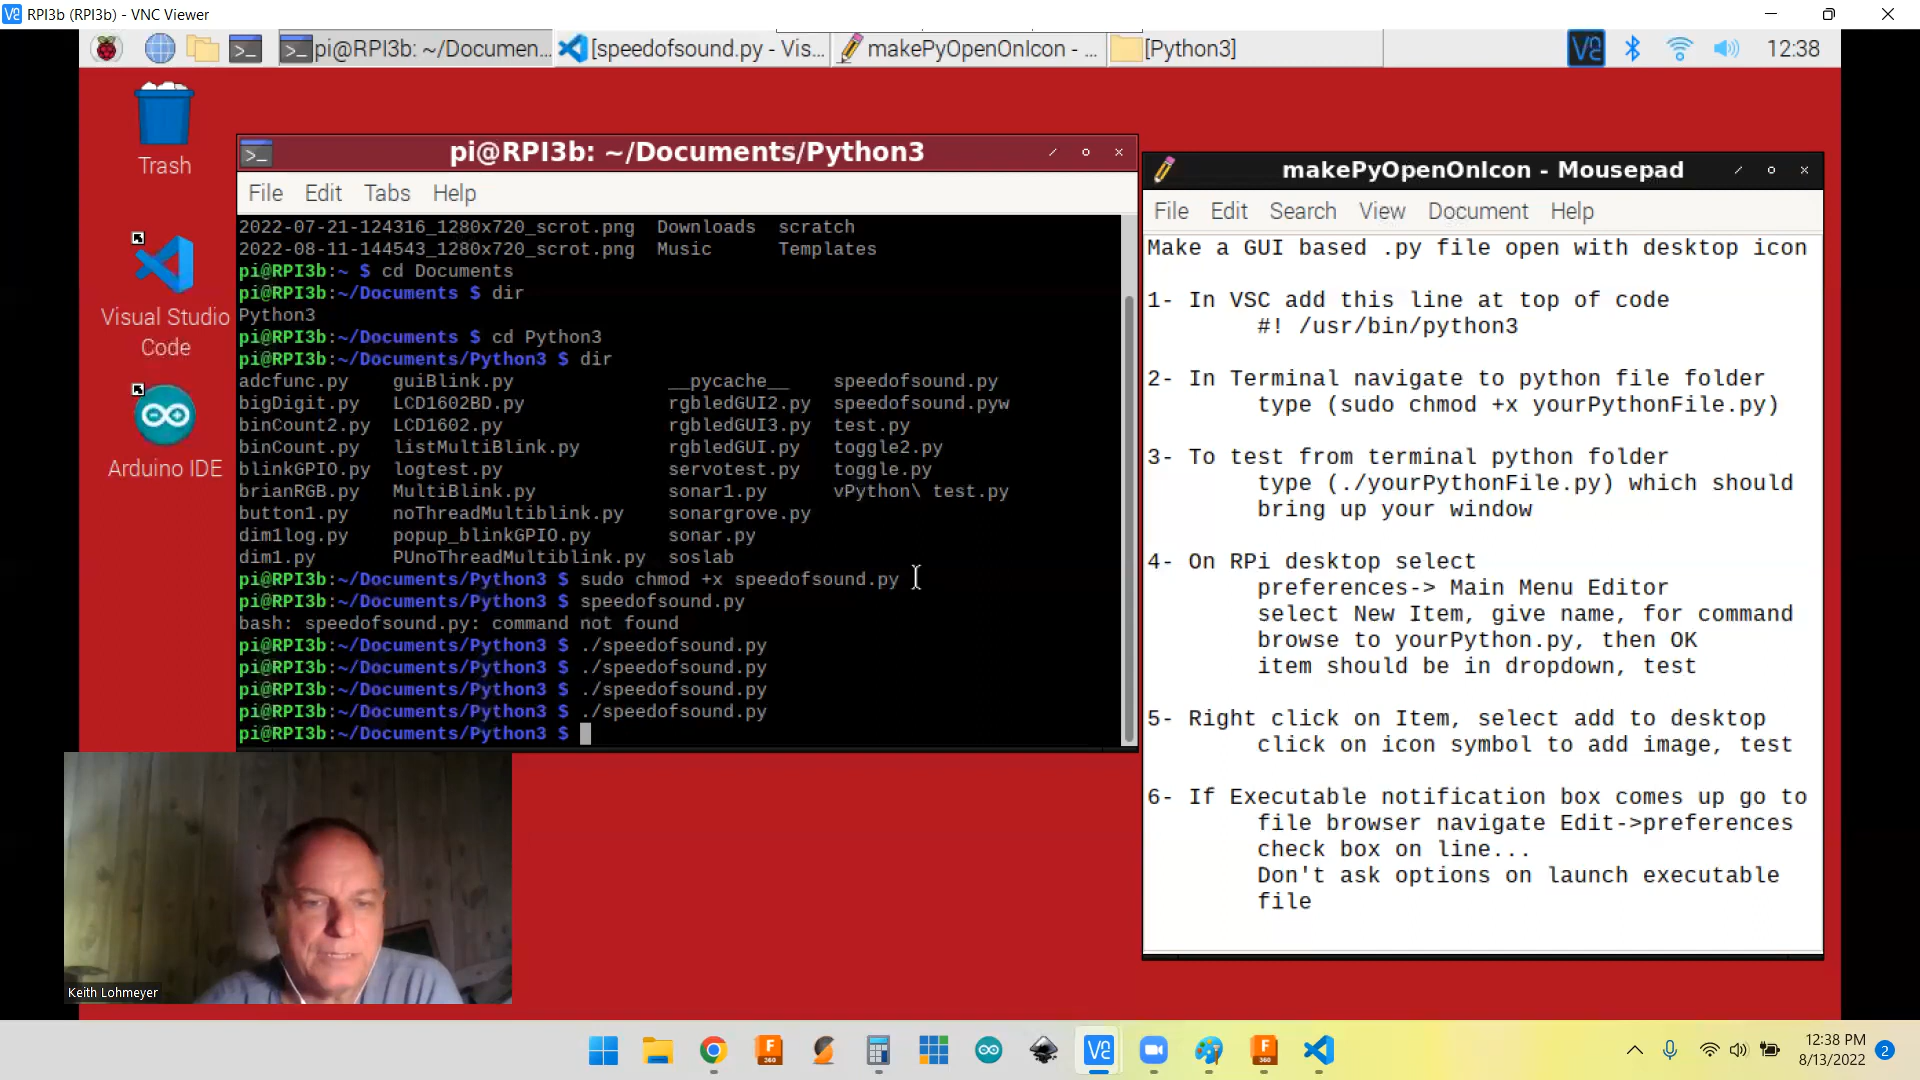 RPI3b (RPI3b) - VNC Viewer
pi@RPI3b: ~/Documen...
[speedofsound.py - Vis...
makePyOpenOnIcon - ...
[Python3]
12:38
Trash
Visual Studio
Code
Arduino IDE
pi@RPI3b: ~/Documents/Python3
File Edit Tabs Help
2022-07-21-124316_1280x720_scrot.png Downloads scratch
2022-08-11-144543_1280x720_scrot.png Music Templates
pi@RPI3b:~ $ cd Documents
pi@RPI3b:~/Documents $ dir
Python3
pi@RPI3b:~/Documents $ cd Python3
pi@RPI3b:~/Documents/Python3 $ dir
adcfunc.py guiBlink.py __pycache__ speedofsound.py
bigDigit.py LCD1602BD.py rgbledGUI2.py speedofsound.pyw
binCount2.py LCD1602.py rgbledGUI3.py test.py
binCount.py listMultiBlink.py rgbledGUI.py toggle2.py
blinkGPIO.py logtest.py servotest.py toggle.py
brianRGB.py MultiBlink.py sonar1.py vPython\ test.py
button1.py noThreadMultiblink.py sonargrove.py
dim1log.py popup_blinkGPIO.py sonar.py
dim1.py PUnoThreadMultiblink.py soslab
pi@RPI3b:~/Documents/Python3 $ sudo chmod +x speedofsound.py
pi@RPI3b:~/Documents/Python3 $ speedofsound.py
bash: speedofsound.py: command not found
pi@RPI3b:~/Documents/Python3 $ ./speedofsound.py
pi@RPI3b:~/Documents/Python3 $ ./speedofsound.py
pi@RPI3b:~/Documents/Python3 $ ./speedofsound.py
pi@RPI3b:~/Documents/Python3 $ ./speedofsound.py
pi@RPI3b:~/Documents/Python3 $
makePyOpenOnIcon - Mousepad
File Edit Search View Document Help
Make a GUI based .py file open with desktop icon
1- In VSC add this line at top of code
#! /usr/bin/python3
2- In Terminal navigate to python file folder
type (sudo chmod +x yourPythonFile.py)
3- To test from terminal python folder
type (./yourPythonFile.py) which should
bring up your window
4- On RPi desktop select
preferences-> Main Menu Editor
select New Item, give name, for command
browse to yourPython.py, then OK
item should be in dropdown, test
5- Right click on Item, select add to desktop
click on icon symbol to add image, test
6- If Executable notification box comes up go to
file browser navigate Edit->preferences
check box on line...
Don't ask options on launch executable
file
Keith Lohmeyer
12:38 PM
8/13/2022
2